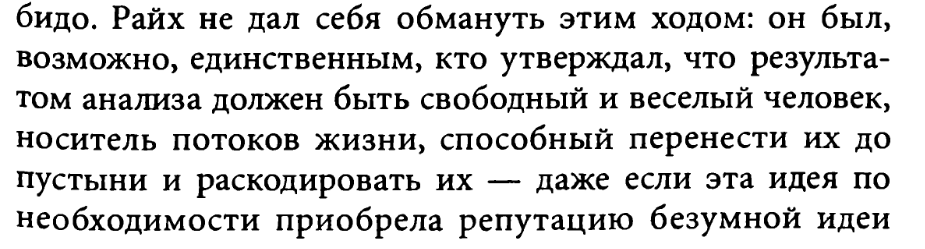 бидо. Райх не дал себя обмануть этим ходом: он был,
возможно, единственным, кто утверждал, что результа-
том анализа должен быть свободный и веселый человек,
носитель потоков жизни, способный перенести их до
пустыни и раскодировать их — даже если эта идея по
необходимости приобрела репутацию безумной идеи